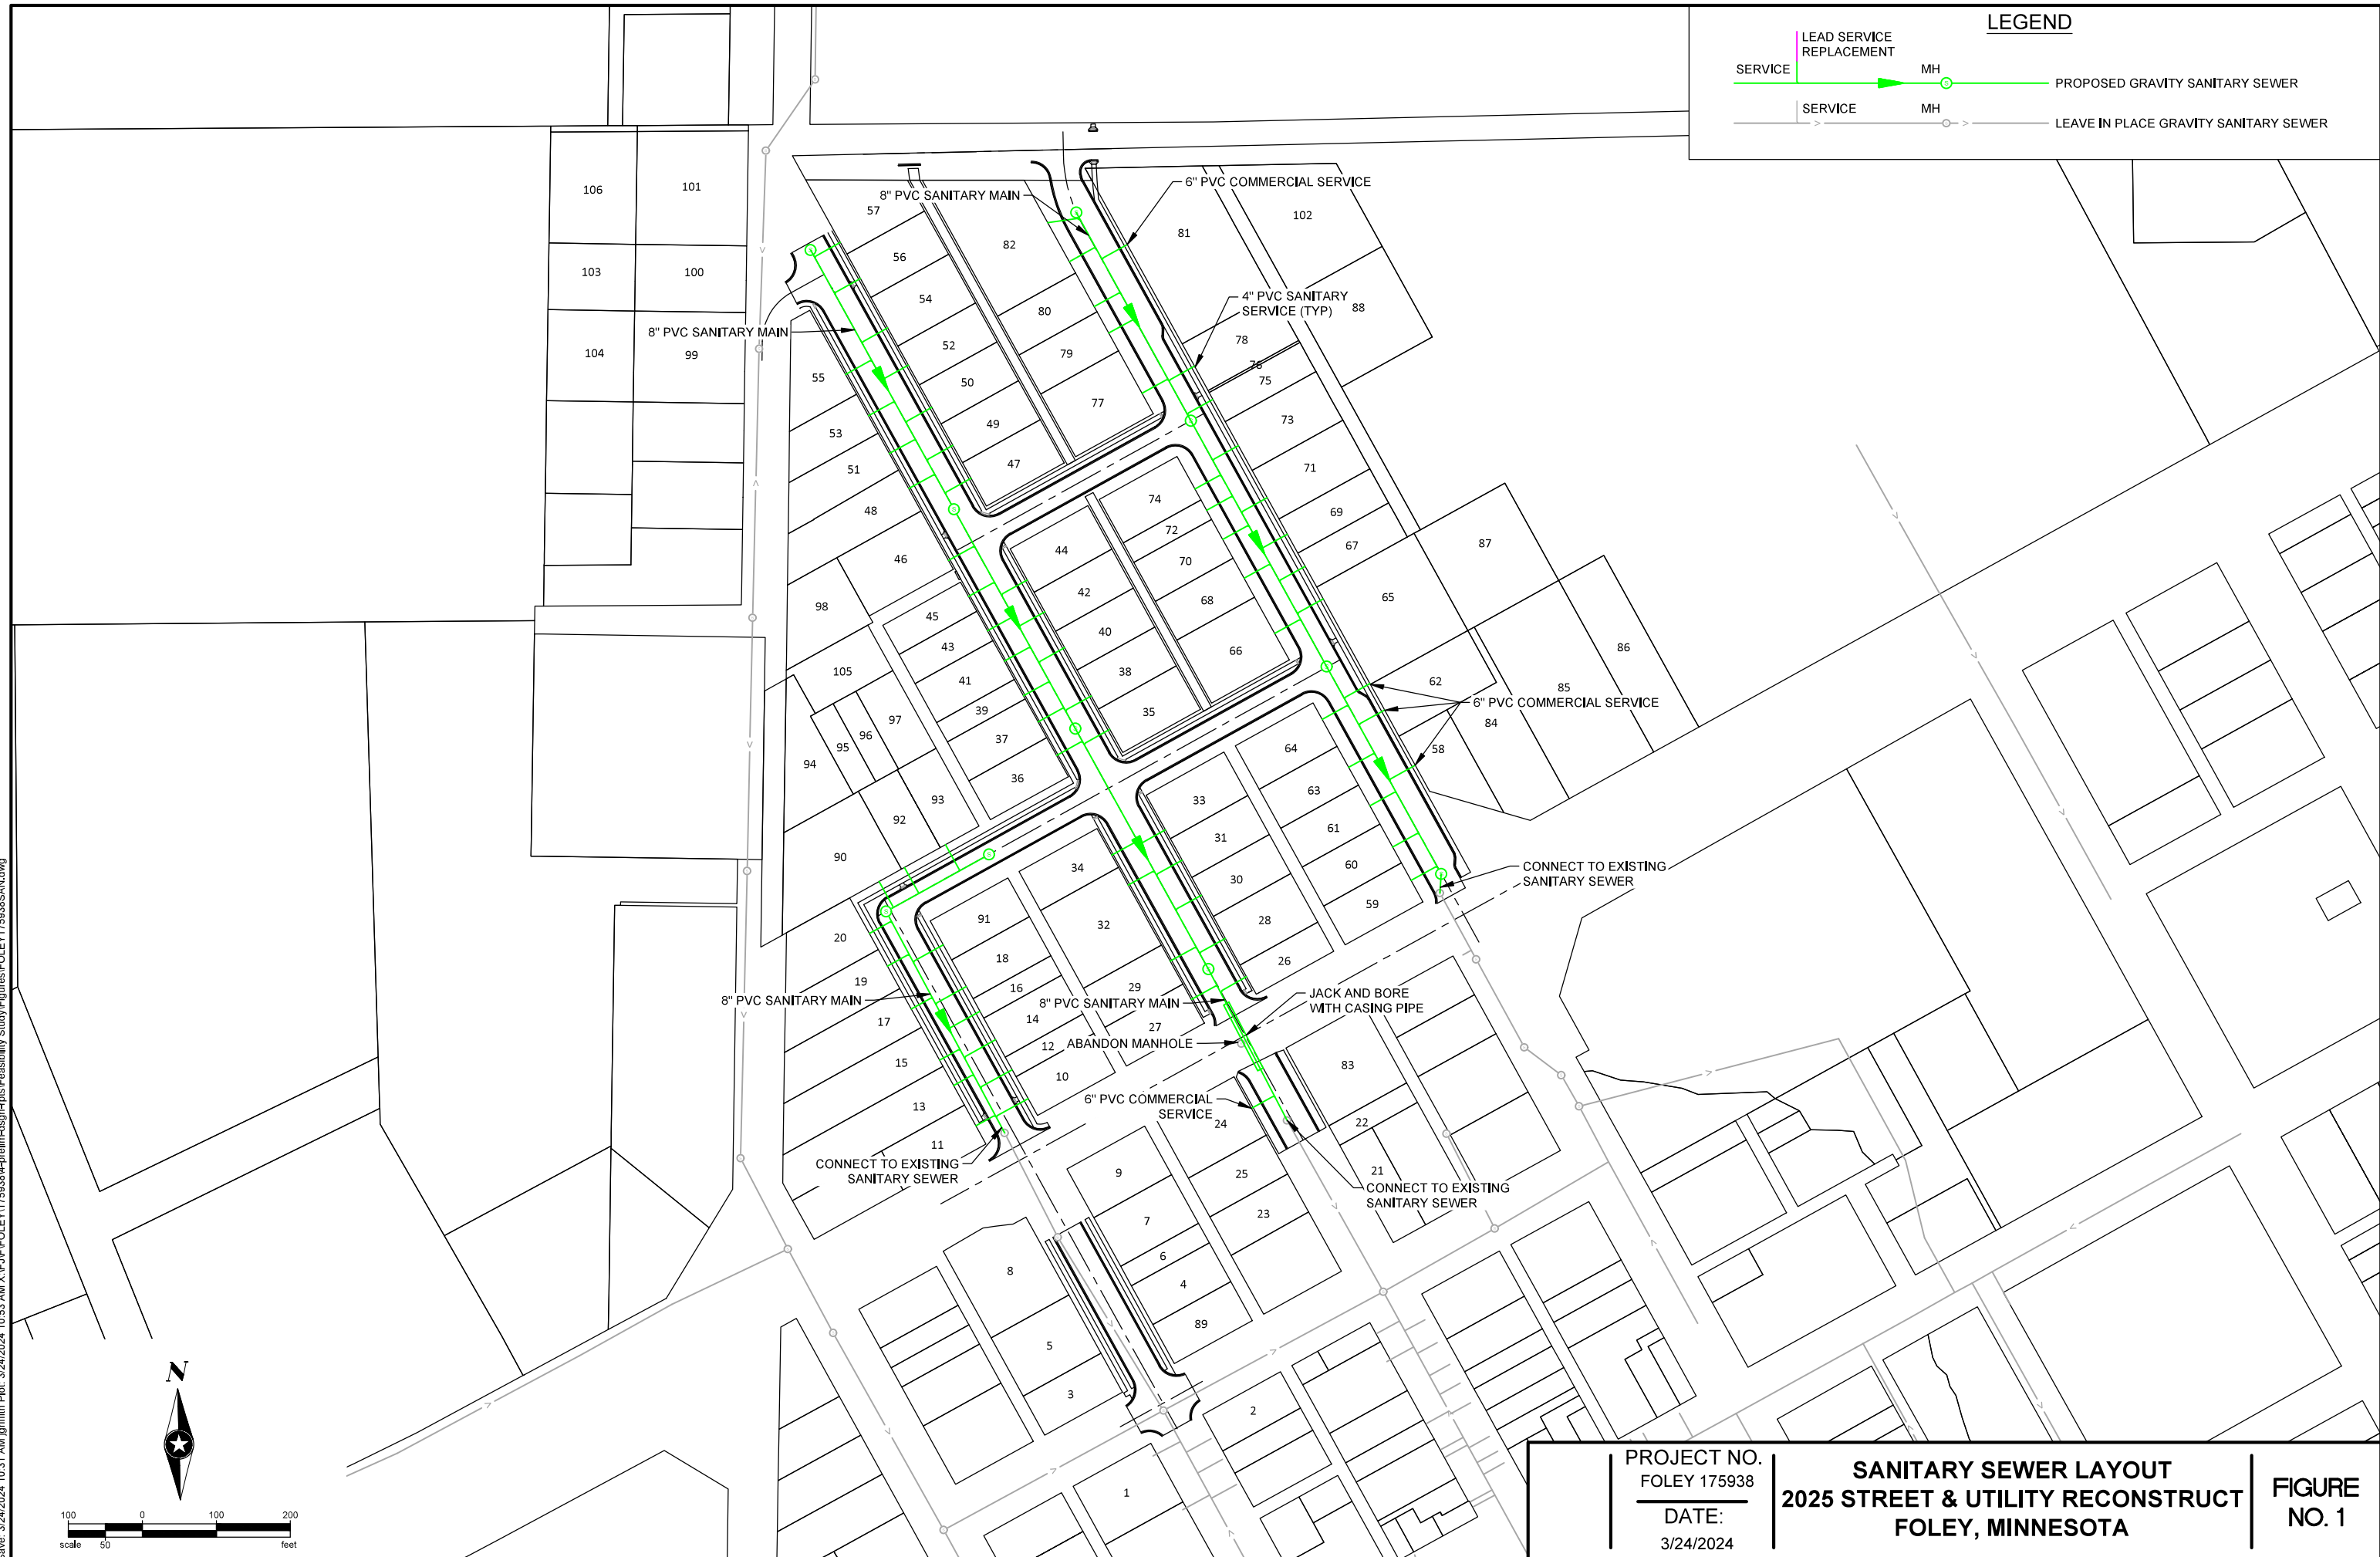 LEGEND
LEAD SERVICE
REPLACEMENT
SERVICE
MH
PROPOSED GRAVITY SANITARY SEWER
SERVICE
MH
LEAVE IN PLACE GRAVITY SANITARY SEWER
106
101
103
100
104
99
57
8" PVC SANITARY MAIN
6" PVC COMMERCIAL SERVICE
102
82
81
56
54
4" PVC SANITARY
SERVICE (TYP)
88
80
8" PVC SANITARY MAIN
52
79
78
76
75
55
50
77
73
49
53
47
51
71
74
48
69
72
44
67
87
46
70
42
65
98
68
45
40
43
66
86
105
38
41
62
85
39
35
6" PVC COMMERCIAL SERVICE
97
96
95
37
64
84
58
94
36
33
63
93
92
31
61
90
34
30
60
CONNECT TO EXISTING
SANITARY SEWER
91
32
28
59
20
18
26
19
16
29
8" PVC SANITARY MAIN
8" PVC SANITARY MAIN
JACK AND BORE
WITH CASING PIPE
17
14
27
12
ABANDON MANHOLE
15
10
83
13
6" PVC COMMERCIAL
SERVICE
24
22
11
CONNECT TO EXISTING
SANITARY SEWER
9
25
21
CONNECT TO EXISTING
SANITARY SEWER
7
23
6
8
4
89
5
3
2
1
N
100
0
100
200
scale
50
feet
PROJECT NO.
FOLEY 175938
DATE:
3/24/2024
SANITARY SEWER LAYOUT
2025 STREET & UTILITY RECONSTRUCT
FOLEY, MINNESOTA
FIGURE
NO. 1